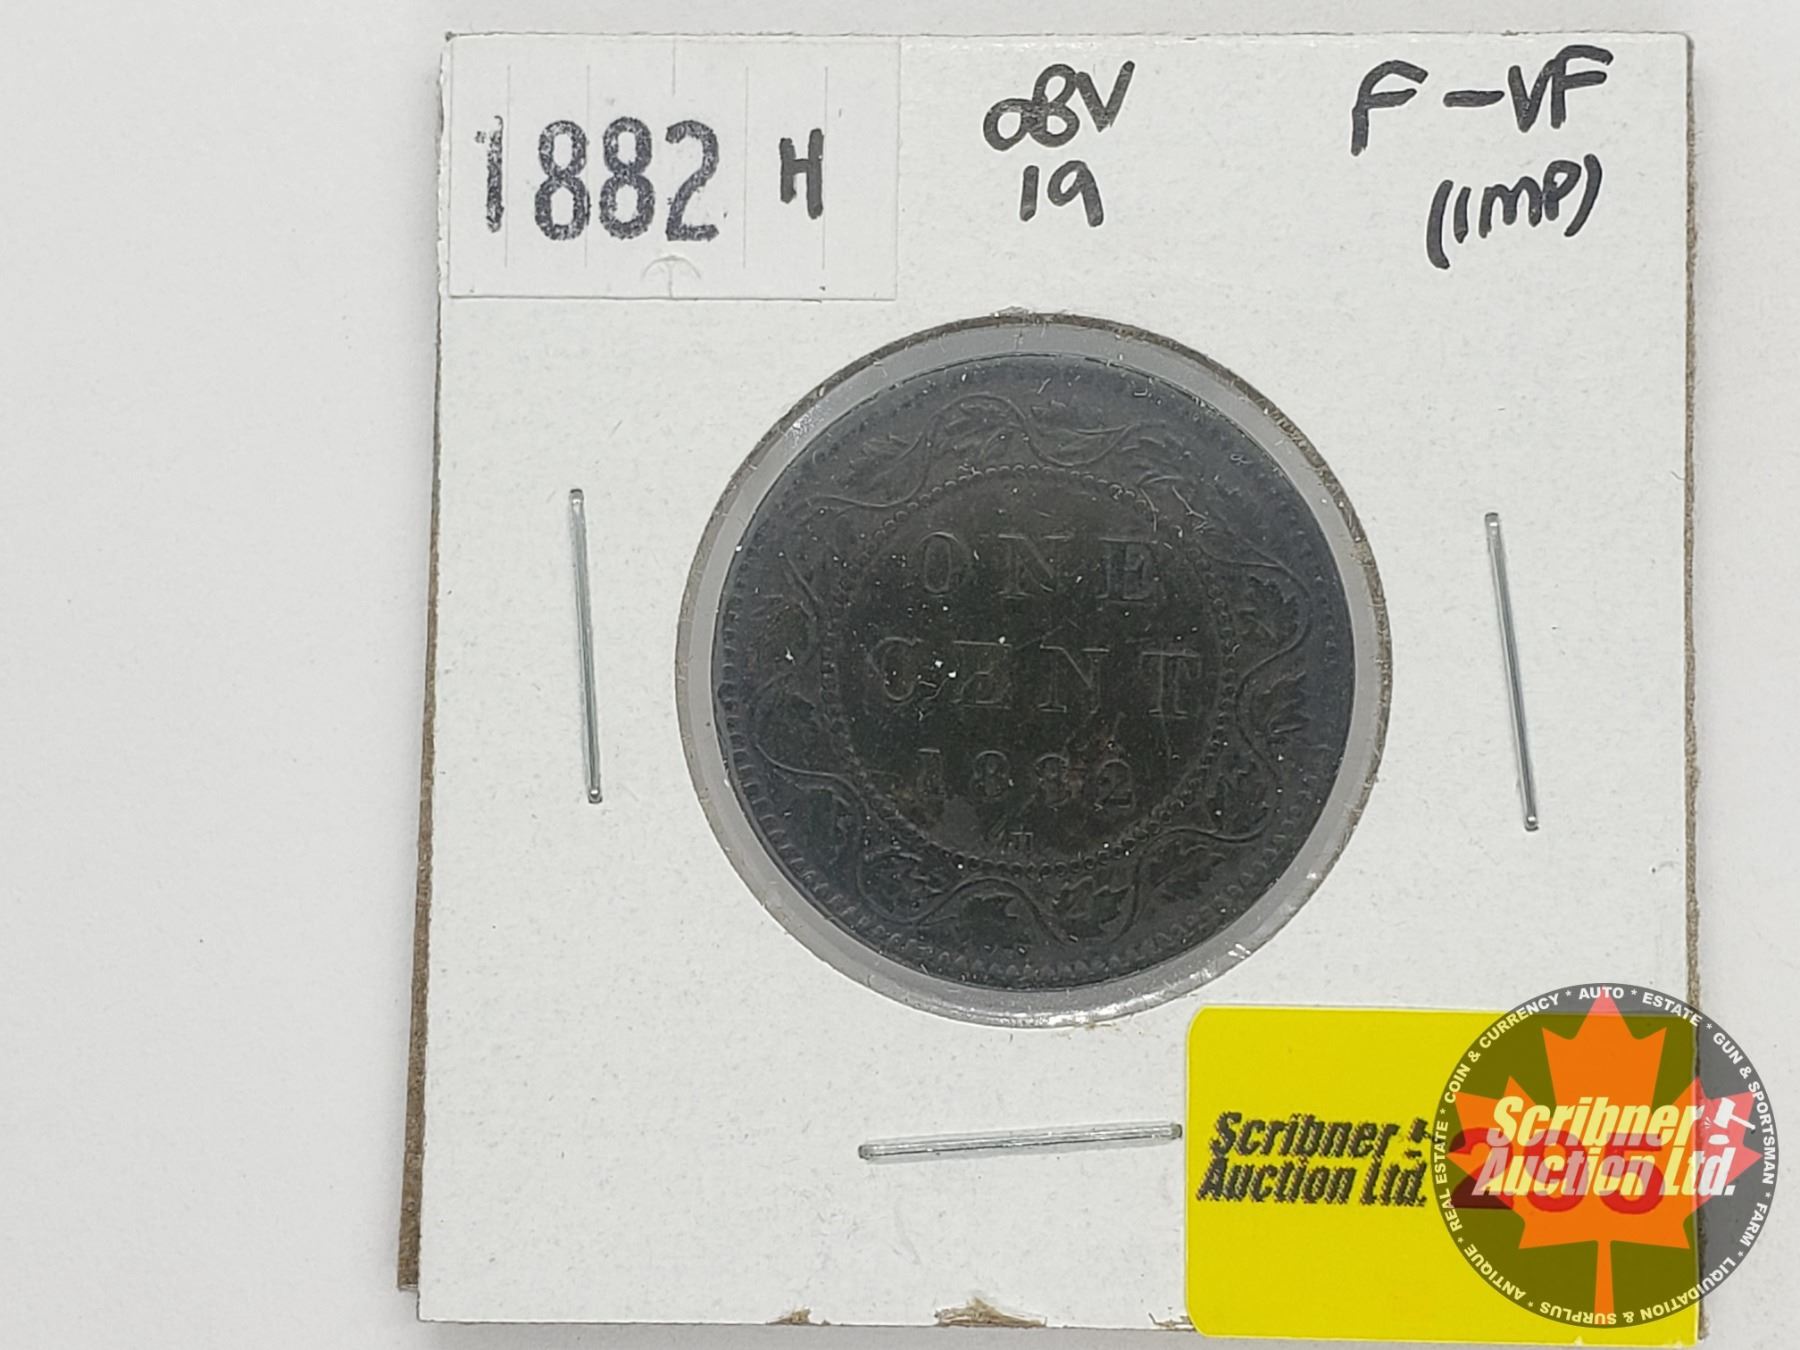 1882 H
OBV
19
F-VF
(IMP)
ONE
CENT
1882
H
Scribner
Auction Ltd.
REAL ESTATE * COIN & CURRENCY * AUTO * ESTATE * GUN & SPORTSMAN * FARM * LIQUIDATION & SURPLUS * ANTIQUE *
Scribner
Auction Ltd.